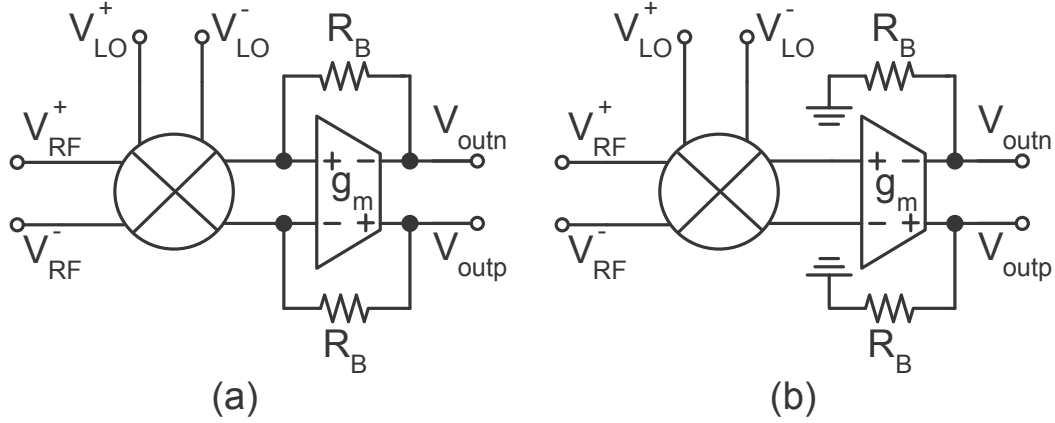 V+LO V-LO RB
V+RF Voutn
+ −
gm
− +
V-RF Voutp
RB
(a)
V+LO V-LO RB
V+RF Voutn
+ −
gm
− +
V-RF Voutp
RB
(b)